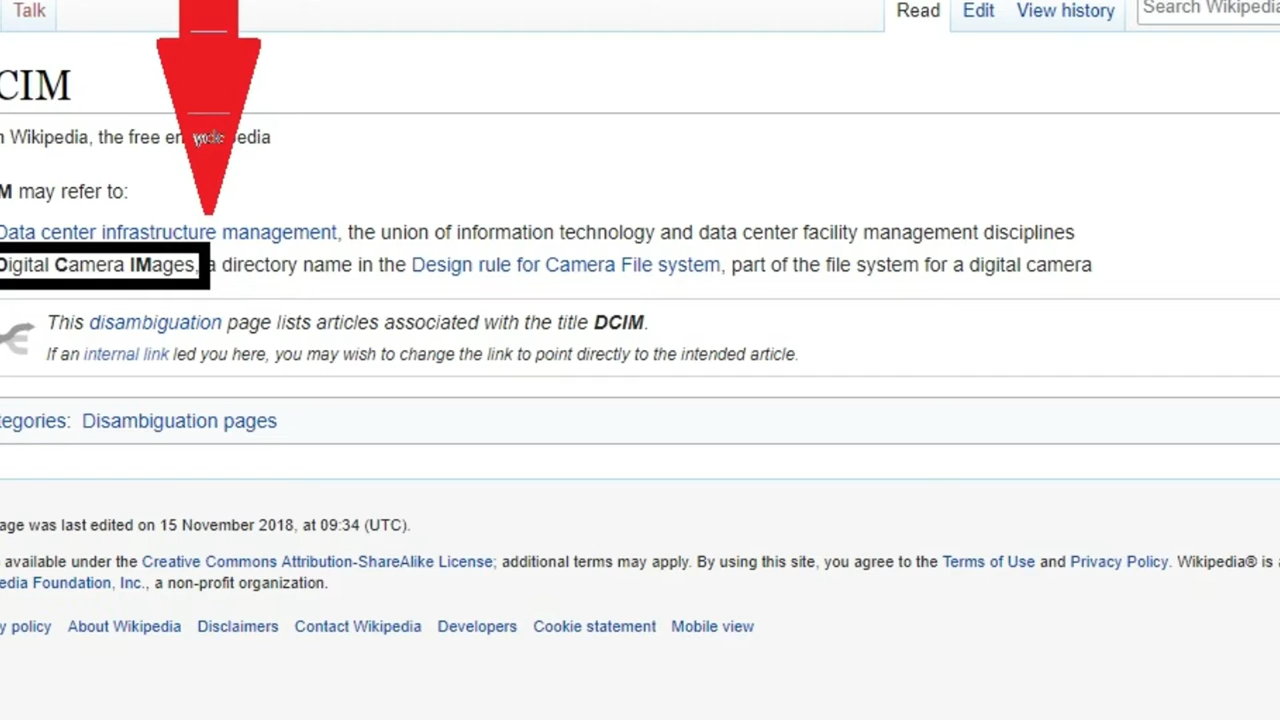 Talk
Read Edit View history Search Wikipedia
CIM
Wikipedia, the free en edia
M may refer to:
Data center infrastructure management, the union of information technology and data center facility management disciplines
Digital Camera IMages, a directory name in the Design rule for Camera File system, part of the file system for a digital camera
This disambiguation page lists articles associated with the title DCIM.
If an internal link led you here, you may wish to change the link to point directly to the intended article.
tegories: Disambiguation pages
age was last edited on 15 November 2018, at 09:34 (UTC).
available under the Creative Commons Attribution-ShareAlike License; additional terms may apply. By using this site, you agree to the Terms of Use and Privacy Policy. Wikipedia® is a
edia Foundation, Inc., a non-profit organization.
y policy About Wikipedia Disclaimers Contact Wikipedia Developers Cookie statement Mobile view